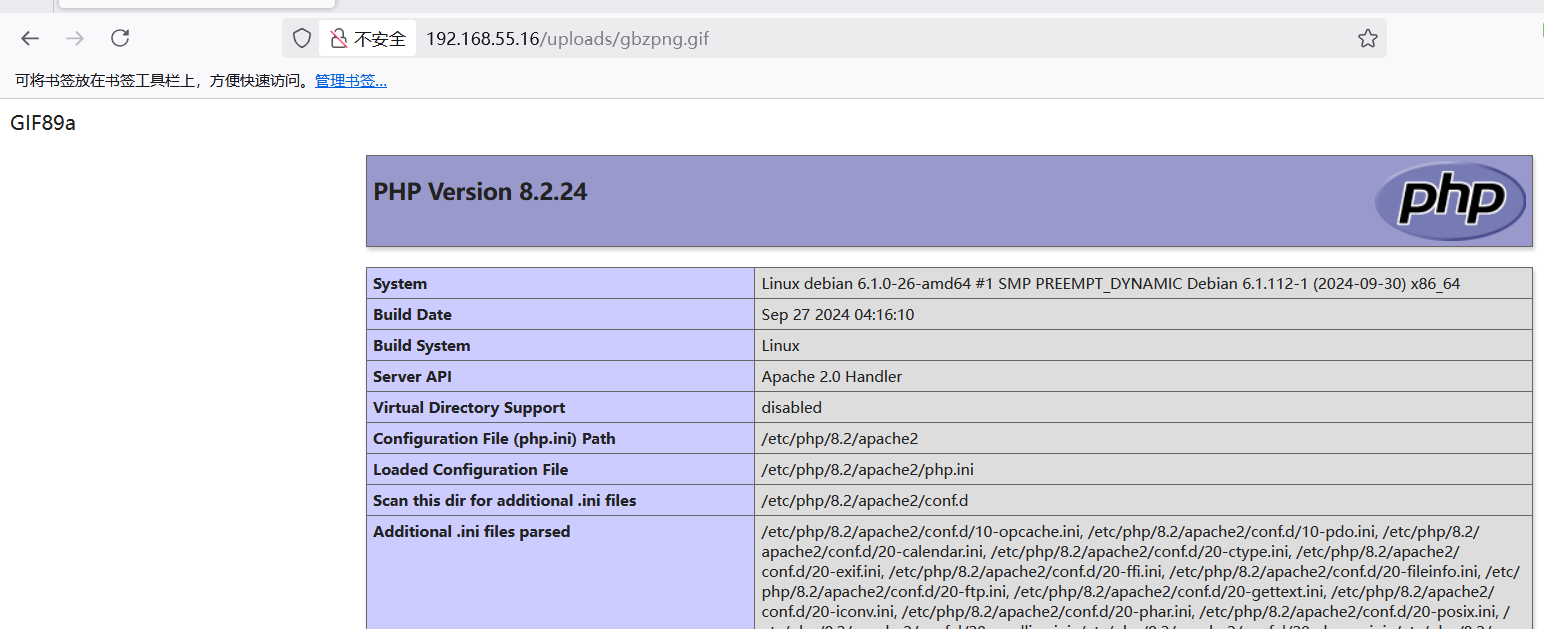 不安全 192.168.55.16/uploads/gbzpng.gif
可将书签放在书签工具栏上，方便快速访问。管理书签...
GIF89a
PHP Version 8.2.24
php
System Linux debian 6.1.0-26-amd64 #1 SMP PREEMPT_DYNAMIC Debian 6.1.112-1 (2024-09-30) x86_64
Build Date Sep 27 2024 04:16:10
Build System Linux
Server API Apache 2.0 Handler
Virtual Directory Support disabled
Configuration File (php.ini) Path /etc/php/8.2/apache2
Loaded Configuration File /etc/php/8.2/apache2/php.ini
Scan this dir for additional .ini files /etc/php/8.2/apache2/conf.d
Additional .ini files parsed /etc/php/8.2/apache2/conf.d/10-opcache.ini, /etc/php/8.2/apache2/conf.d/10-pdo.ini, /etc/php/8.2/
apache2/conf.d/20-calendar.ini, /etc/php/8.2/apache2/conf.d/20-ctype.ini, /etc/php/8.2/apache2/
conf.d/20-exif.ini, /etc/php/8.2/apache2/conf.d/20-ffi.ini, /etc/php/8.2/apache2/conf.d/20-fileinfo.ini, /etc/
php/8.2/apache2/conf.d/20-ftp.ini, /etc/php/8.2/apache2/conf.d/20-gettext.ini, /etc/php/8.2/apache2/
conf.d/20-iconv.ini, /etc/php/8.2/apache2/conf.d/20-phar.ini, /etc/php/8.2/apache2/conf.d/20-posix.ini, /